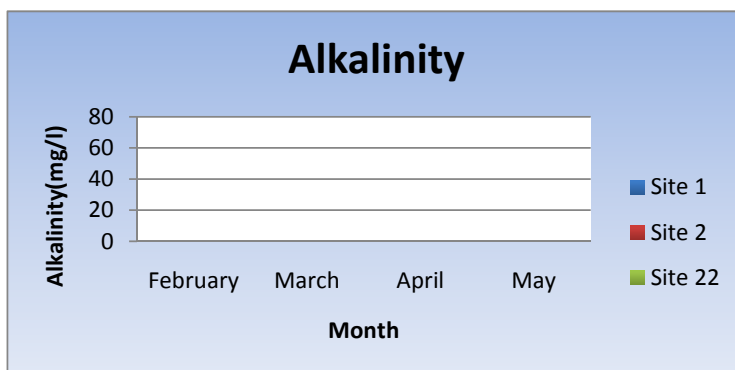 Alkalinity
Alkalinity(mg/l)
80
60
40
20
0
February March April May
Month
Site 1
Site 2
Site 22